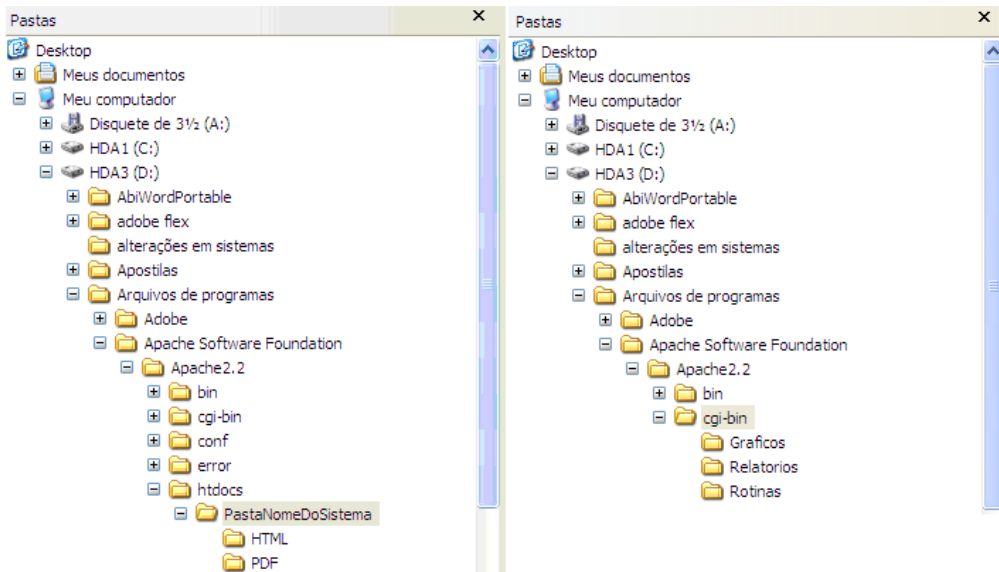 Pastas
Desktop
Meus documentos
Meu computador
Disquete de 3½ (A:)
HDA1 (C:)
HDA3 (D:)
AbiWordPortable
adobe flex
alterações em sistemas
Apostilas
Arquivos de programas
Adobe
Apache Software Foundation
Apache2.2
bin
cgi-bin
conf
error
htdocs
PastaNomeDoSistema
HTML
PDF
Pastas
Desktop
Meus documentos
Meu computador
Disquete de 3½ (A:)
HDA1 (C:)
HDA3 (D:)
AbiWordPortable
adobe flex
alterações em sistemas
Apostilas
Arquivos de programas
Adobe
Apache Software Foundation
Apache2.2
bin
cgi-bin
Graficos
Relatorios
Rotinas